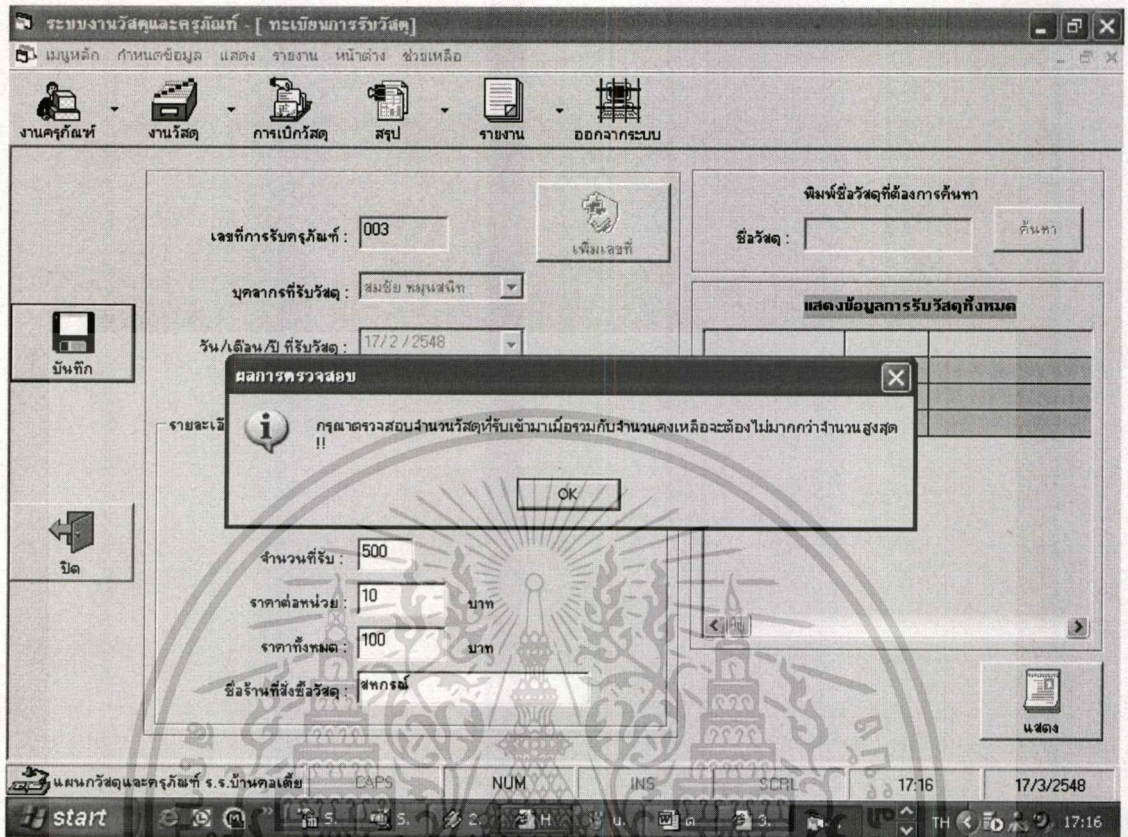 ระบบงานวัสดุและครุภัณฑ์ - [ ทะเบียนการรับวัสดุ]
เมนูหลัก กำหนดข้อมูล แสดง รายงาน หน้าต่าง ช่วยเหลือ
งานครุภัณฑ์ งานวัสดุ การเบิกวัสดุ สรุป รายงาน ออกจากระบบ
เลขที่การรับครุภัณฑ์ : 003
เพิ่มเลขที่
บุคลากรที่รับวัสดุ : สมชัย หมุนสนิท
วัน/เดือน/ปี ที่รับวัสดุ : 17/ 2 / 2548
พิมพ์ชื่อวัสดุที่ต้องการค้นหา
ชื่อวัสดุ :
ค้นหา
แสดงข้อมูลการรับวัสดุทั้งหมด
บันทึก
ปิด
รายละเอี
ผลการตรวจสอบ
กรุณาตรวจสอบจำนวนวัสดุที่รับเข้ามาเมื่อรวมกับจำนวนคงเหลือจะต้องไม่มากกว่าจำนวนสูงสุด
!!
OK
จำนวนที่รับ : 500
ราคาต่อหน่วย : 10 บาท
ราคาทั้งหมด : 100 บาท
ชื่อร้านที่สั่งซื้อวัสดุ : สหกรณ์
แสดง
แผนกวัสดุและครุภัณฑ์ ร.ร.บ้านคอเตี้ย CAPS NUM INS SCRL 17:16 17/3/2548
start TH 17:16